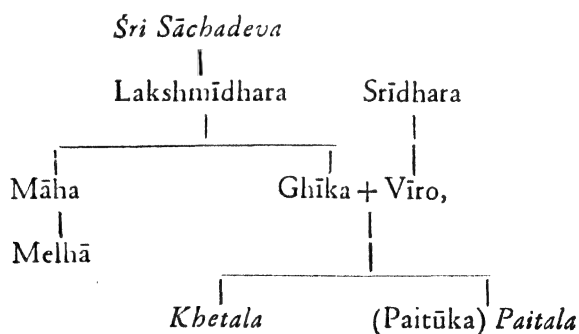 Śri Sāchadeva
Lakshmīdhara Srīdhara
Māha Ghīka + Vīro,
Melhā
Khetala (Paitūka) Paitala